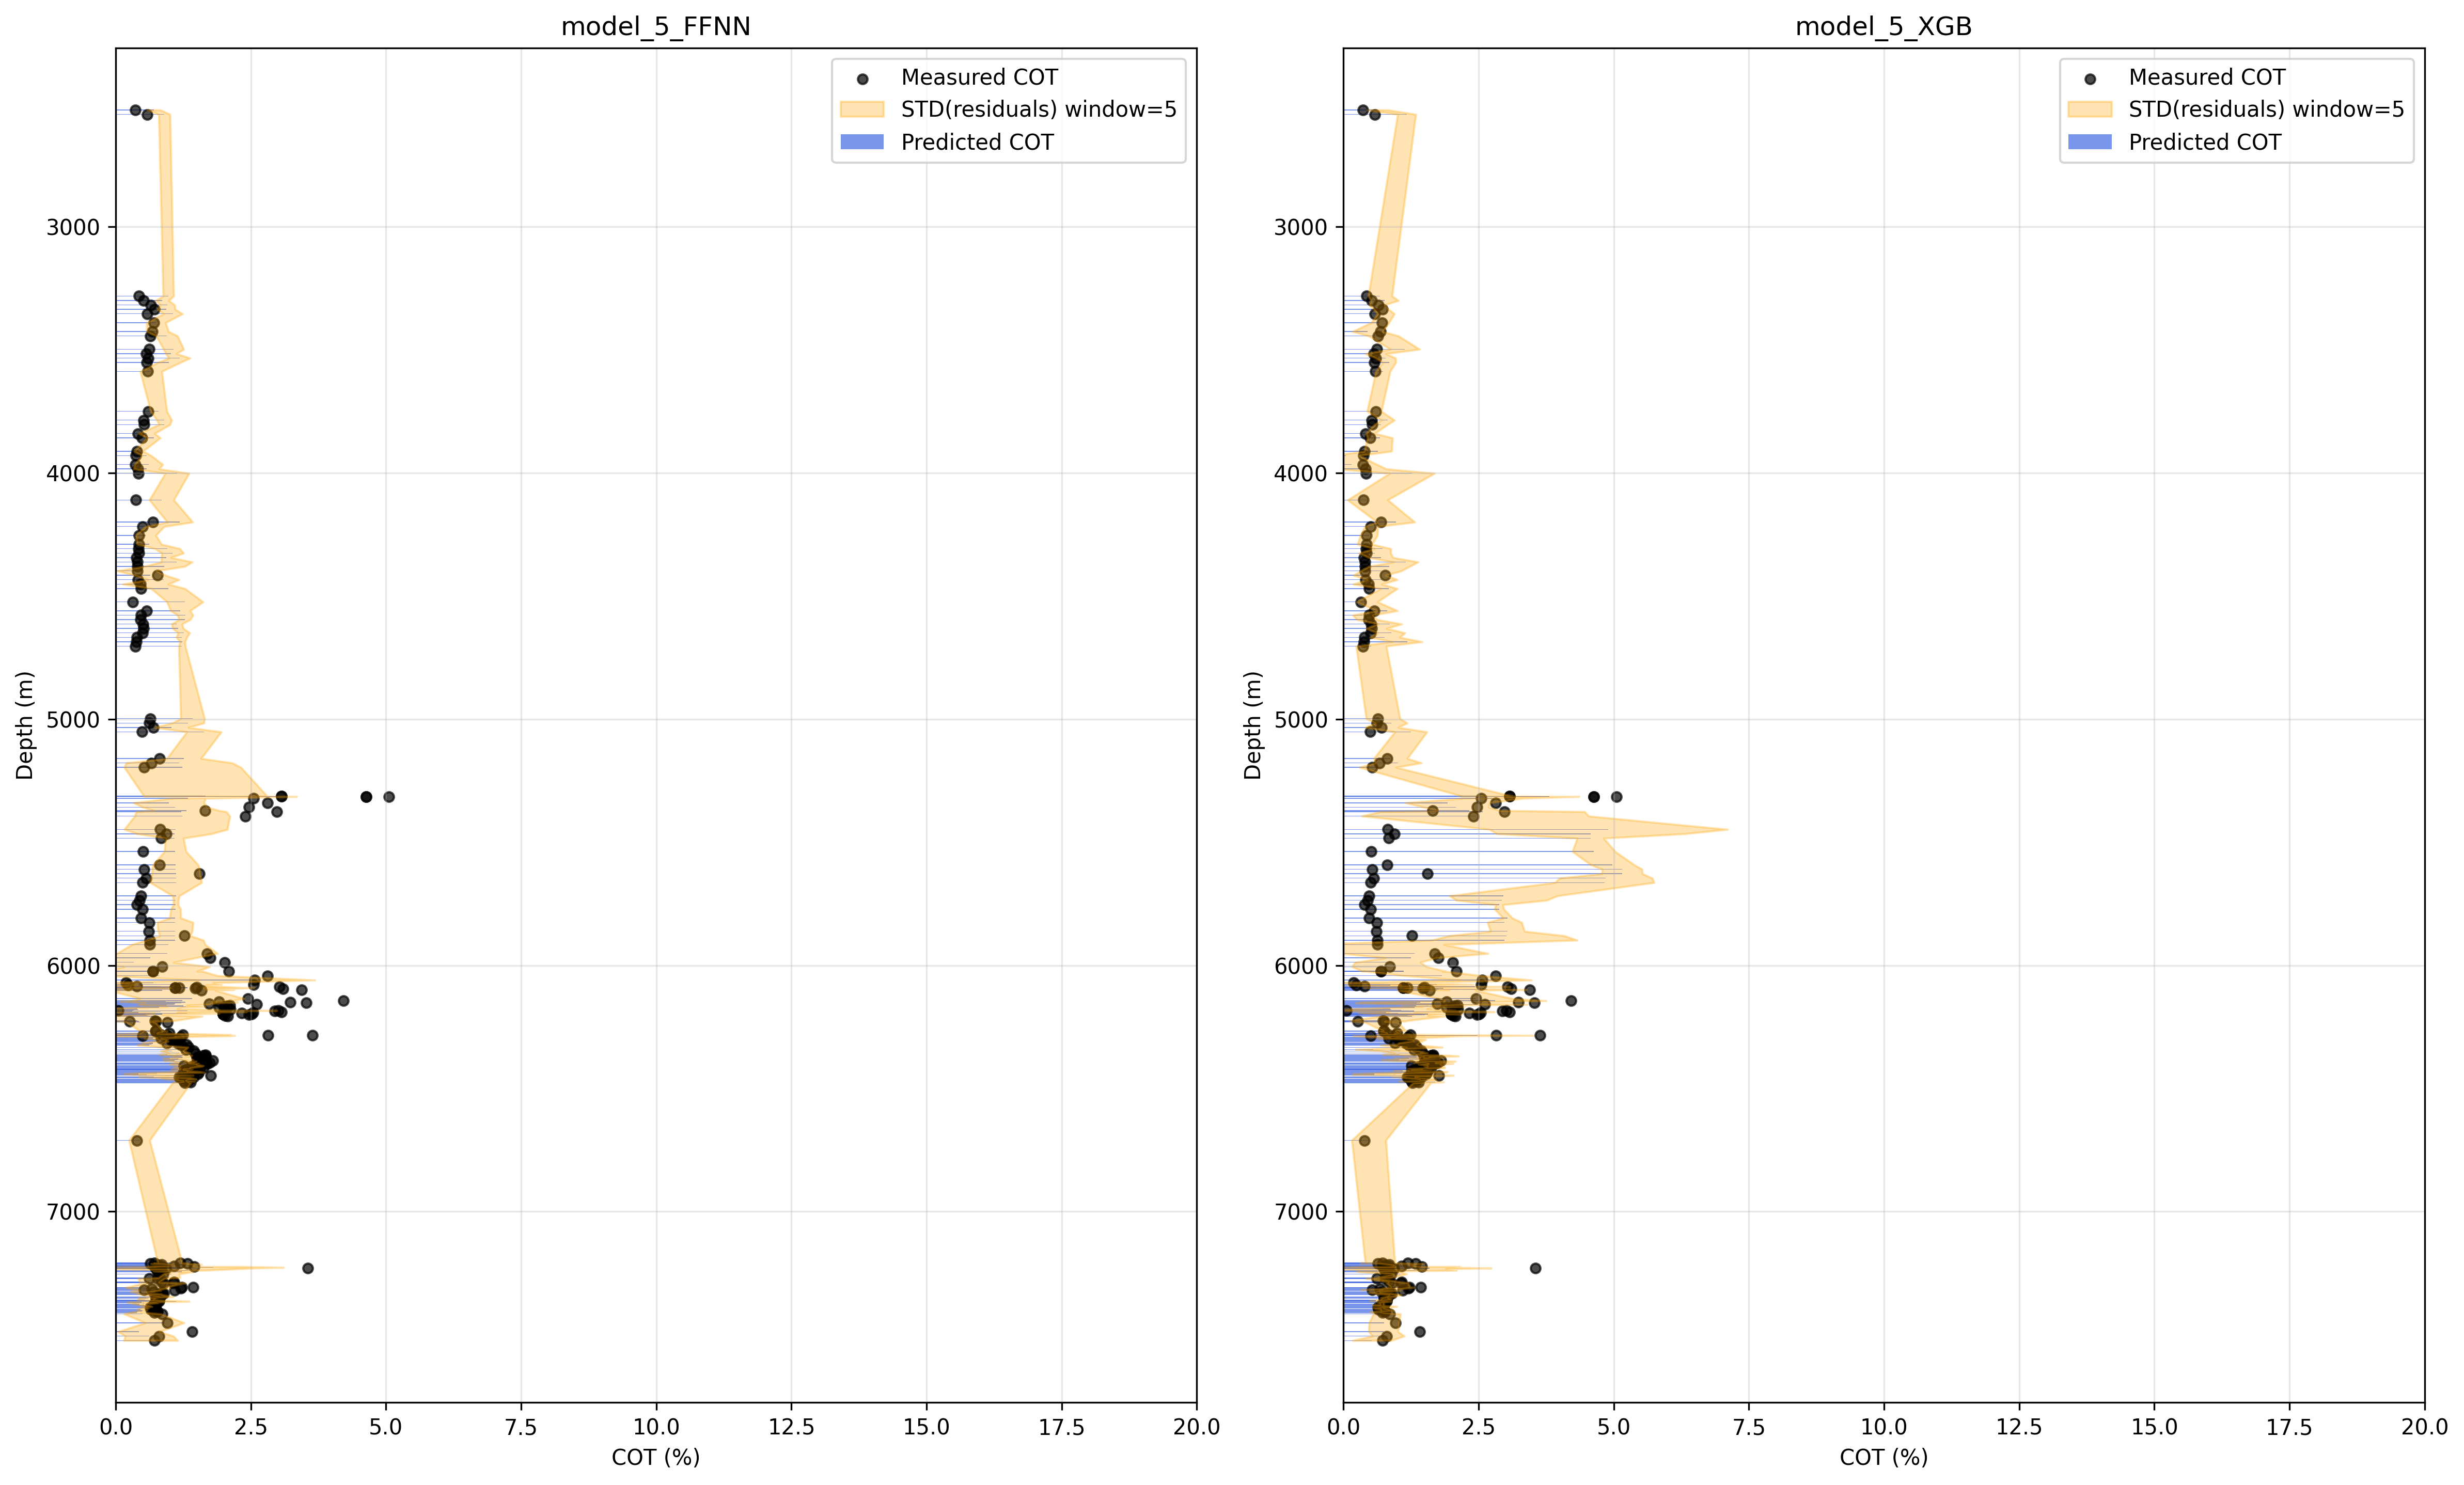 model_5_FFNN
Measured COT
STD(residuals) window=5
Predicted COT
Depth (m)
3000
4000
5000
6000
7000
0.0 2.5 5.0 7.5 10.0 12.5 15.0 17.5 20.0
COT (%)
model_5_XGB
Measured COT
STD(residuals) window=5
Predicted COT
Depth (m)
3000
4000
5000
6000
7000
0.0 2.5 5.0 7.5 10.0 12.5 15.0 17.5 20.0
COT (%)